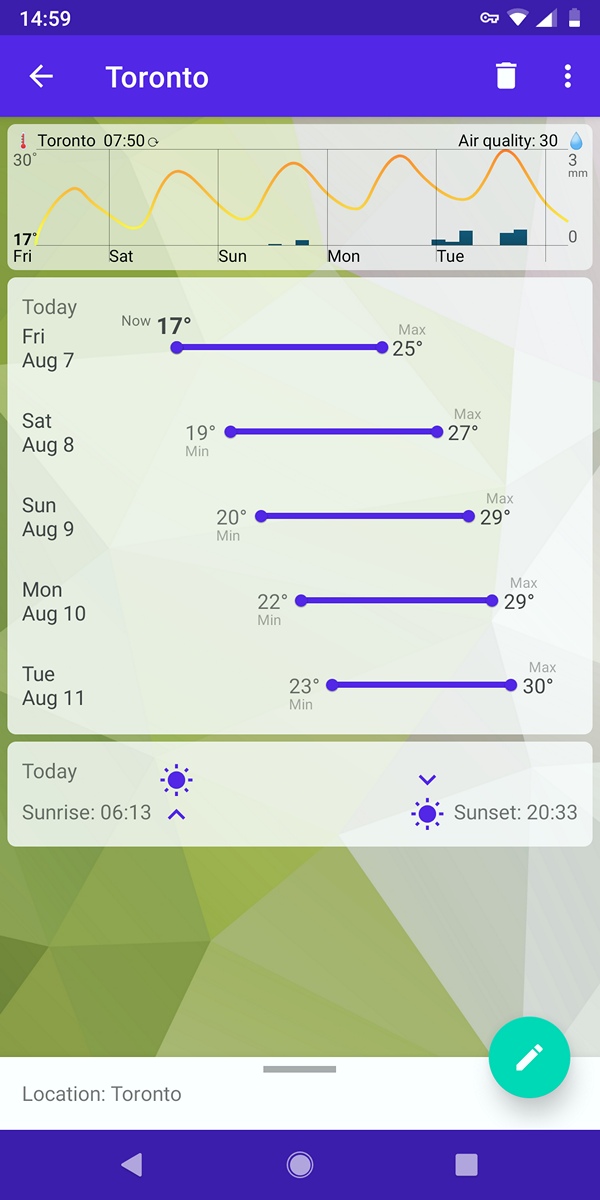 14:59
Toronto
Toronto 07:50 Air quality: 30
30° 3
mm
17° 0
Fri Sat Sun Mon Tue
Today
Fri
Aug 7
Now 17°
Max
25°
Sat
Aug 8
19°
Min
Max
27°
Sun
Aug 9
20°
Min
Max
29°
Mon
Aug 10
22°
Min
Max
29°
Tue
Aug 11
23°
Min
Max
30°
Today
Sunrise: 06:13 Sunset: 20:33
Location: Toronto